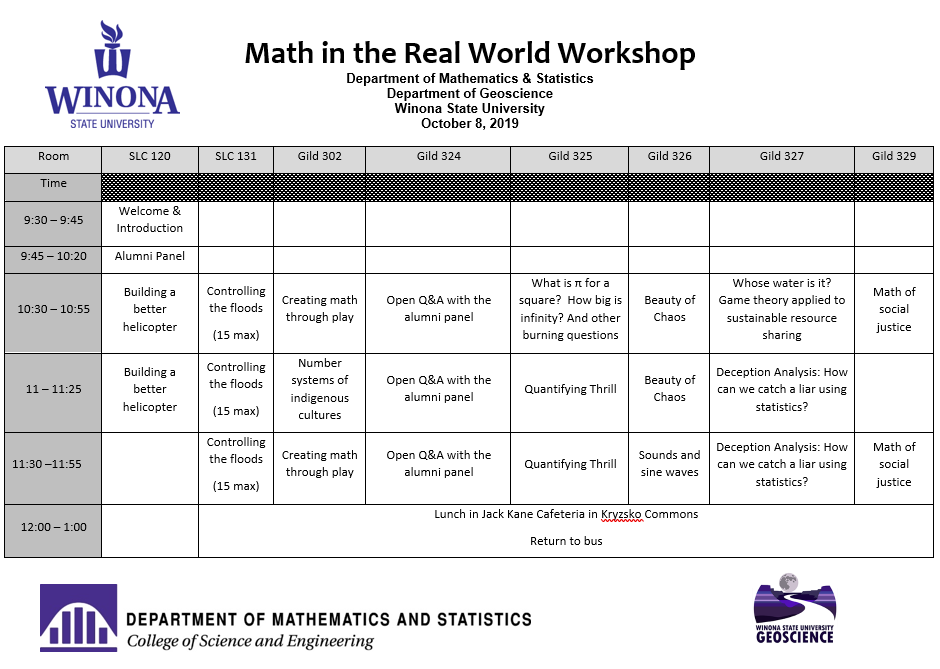 WINONA
STATE UNIVERSITY
Math in the Real World Workshop
Department of Mathematics & Statistics
Department of Geoscience
Winona State University
October 8, 2019
Room
SLC 120
SLC 131
Gild 302
Gild 324
Gild 325
Gild 326
Gild 327
Gild 329
Time
9:30 – 9:45
Welcome &
Introduction
9:45 – 10:20
Alumni Panel
10:30 – 10:55
Building a
better
helicopter
Controlling
the floods
(15 max)
Creating math
through play
Open Q&A with the
alumni panel
What is π for a
square?  How big is
infinity? And other
burning questions
Beauty of
Chaos
Whose water is it?
Game theory applied to
sustainable resource
sharing
Math of
social
justice
11 – 11:25
Building a
better
helicopter
Controlling
the floods
(15 max)
Number
systems of
indigenous
cultures
Open Q&A with the
alumni panel
Quantifying Thrill
Beauty of
Chaos
Deception Analysis: How
can we catch a liar using
statistics?
11:30 –11:55
Controlling
the floods
(15 max)
Creating math
through play
Open Q&A with the
alumni panel
Quantifying Thrill
Sounds and
sine waves
Deception Analysis: How
can we catch a liar using
statistics?
Math of
social
justice
12:00 – 1:00
Lunch in Jack Kane Cafeteria in Kryzsko Commons
Return to bus
DEPARTMENT OF MATHEMATICS AND STATISTICS
College of Science and Engineering
WINONA STATE UNIVERSITY
GEOSCIENCE